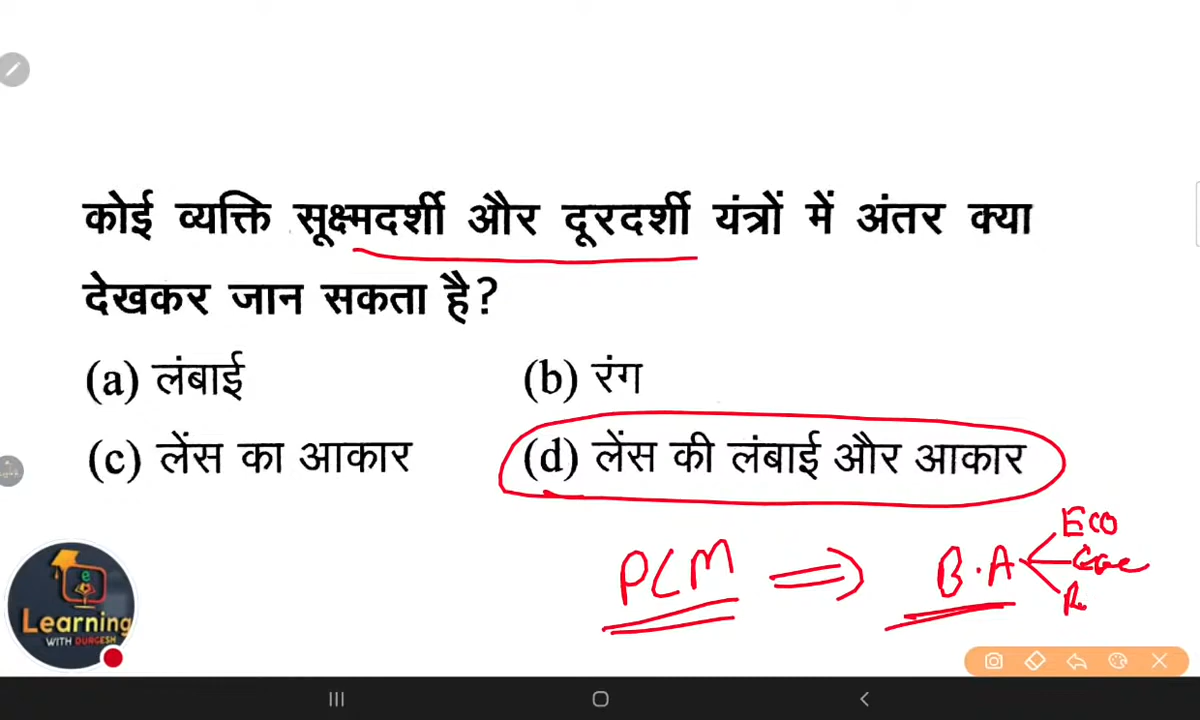 कोई व्यक्ति सूक्ष्मदर्शी और दूरदर्शी यंत्रों में अंतर क्या
देखकर जान सकता है?
(a) लंबाई
(b) रंग
(c) लेंस का आकार
(d) लेंस की लंबाई और आकार
PCM ⇒ B.A
Eco
e
Learning
WITH DURGESH